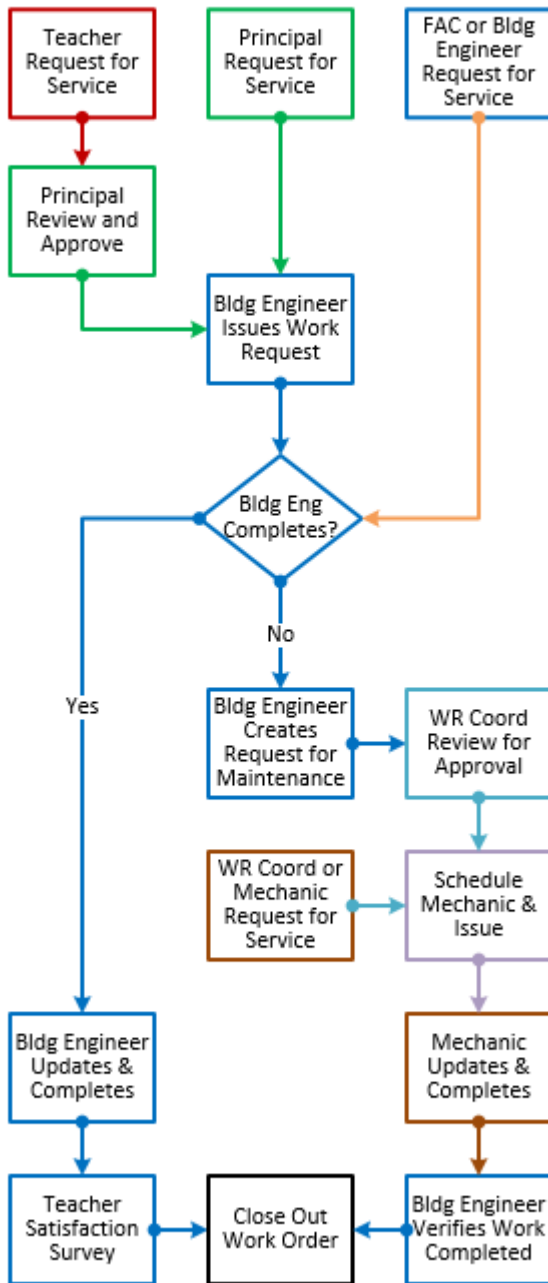 Teacher
Request for
Service
Principal
Request for
Service
FAC or Bldg
Engineer
Request for
Service
Principal
Review and
Approve
Bldg Engineer
Issues Work
Request
Bldg Eng
Completes?
No
Yes
Bldg Engineer
Creates
Request for
Maintenance
WR Coord
Review for
Approval
WR Coord or
Mechanic
Request for
Service
Schedule
Mechanic &
Issue
Bldg Engineer
Updates &
Completes
Mechanic
Updates &
Completes
Teacher
Satisfaction
Survey
Close Out
Work Order
Bldg Engineer
Verifies Work
Completed